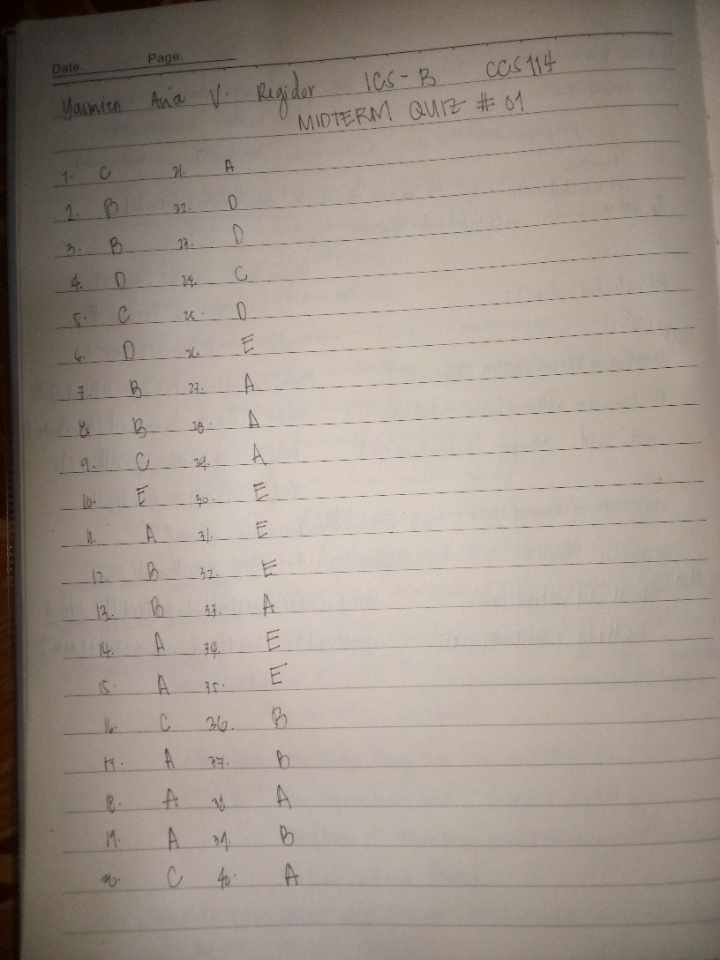 Date. Page.
Ana V. Regidor 1CS-B CCS 114
MIDTERM QUIZ # 01
1. C 21. A
2. B 22. D
3. B 23. D
4. D 24. C
5. C 25. D
6. D 26. E
7. B 27. A
8. B 28. A
9. C 29. A
10. E 30. E
11. A 31. E
12. B 32. E
13. B 33. A
14. A 34. E
15. A 35. E
16. C 36. B
17. A 37. B
18. A 38. A
19. A 39. B
20. C 40. A